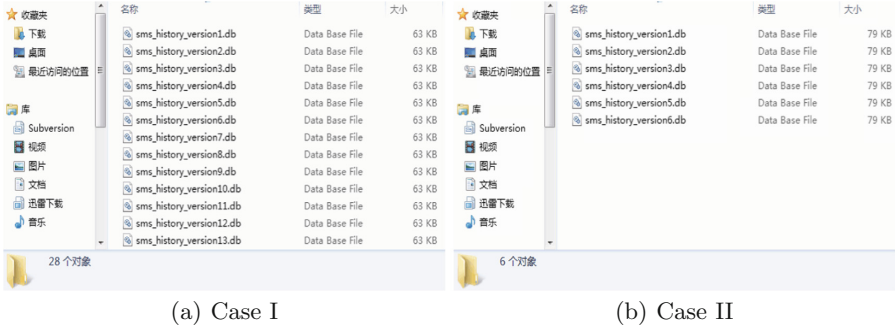 名称 类型 大小
收藏夹
下载
桌面
最近访问的位置
库
Subversion
视频
图片
文档
迅雷下载
音乐
sms_history_version1.db Data Base File 63 KB
sms_history_version2.db Data Base File 63 KB
sms_history_version3.db Data Base File 63 KB
sms_history_version4.db Data Base File 63 KB
sms_history_version5.db Data Base File 63 KB
sms_history_version6.db Data Base File 63 KB
sms_history_version7.db Data Base File 63 KB
sms_history_version8.db Data Base File 63 KB
sms_history_version9.db Data Base File 63 KB
sms_history_version10.db Data Base File 63 KB
sms_history_version11.db Data Base File 63 KB
sms_history_version12.db Data Base File 63 KB
sms_history_version13.db Data Base File 63 KB
28 个对象
(a) Case I
名称 类型 大小
收藏夹
下载
桌面
最近访问的位置
库
Subversion
视频
图片
文档
迅雷下载
音乐
sms_history_version1.db Data Base File 79 KB
sms_history_version2.db Data Base File 79 KB
sms_history_version3.db Data Base File 79 KB
sms_history_version4.db Data Base File 79 KB
sms_history_version5.db Data Base File 79 KB
sms_history_version6.db Data Base File 79 KB
6 个对象
(b) Case II